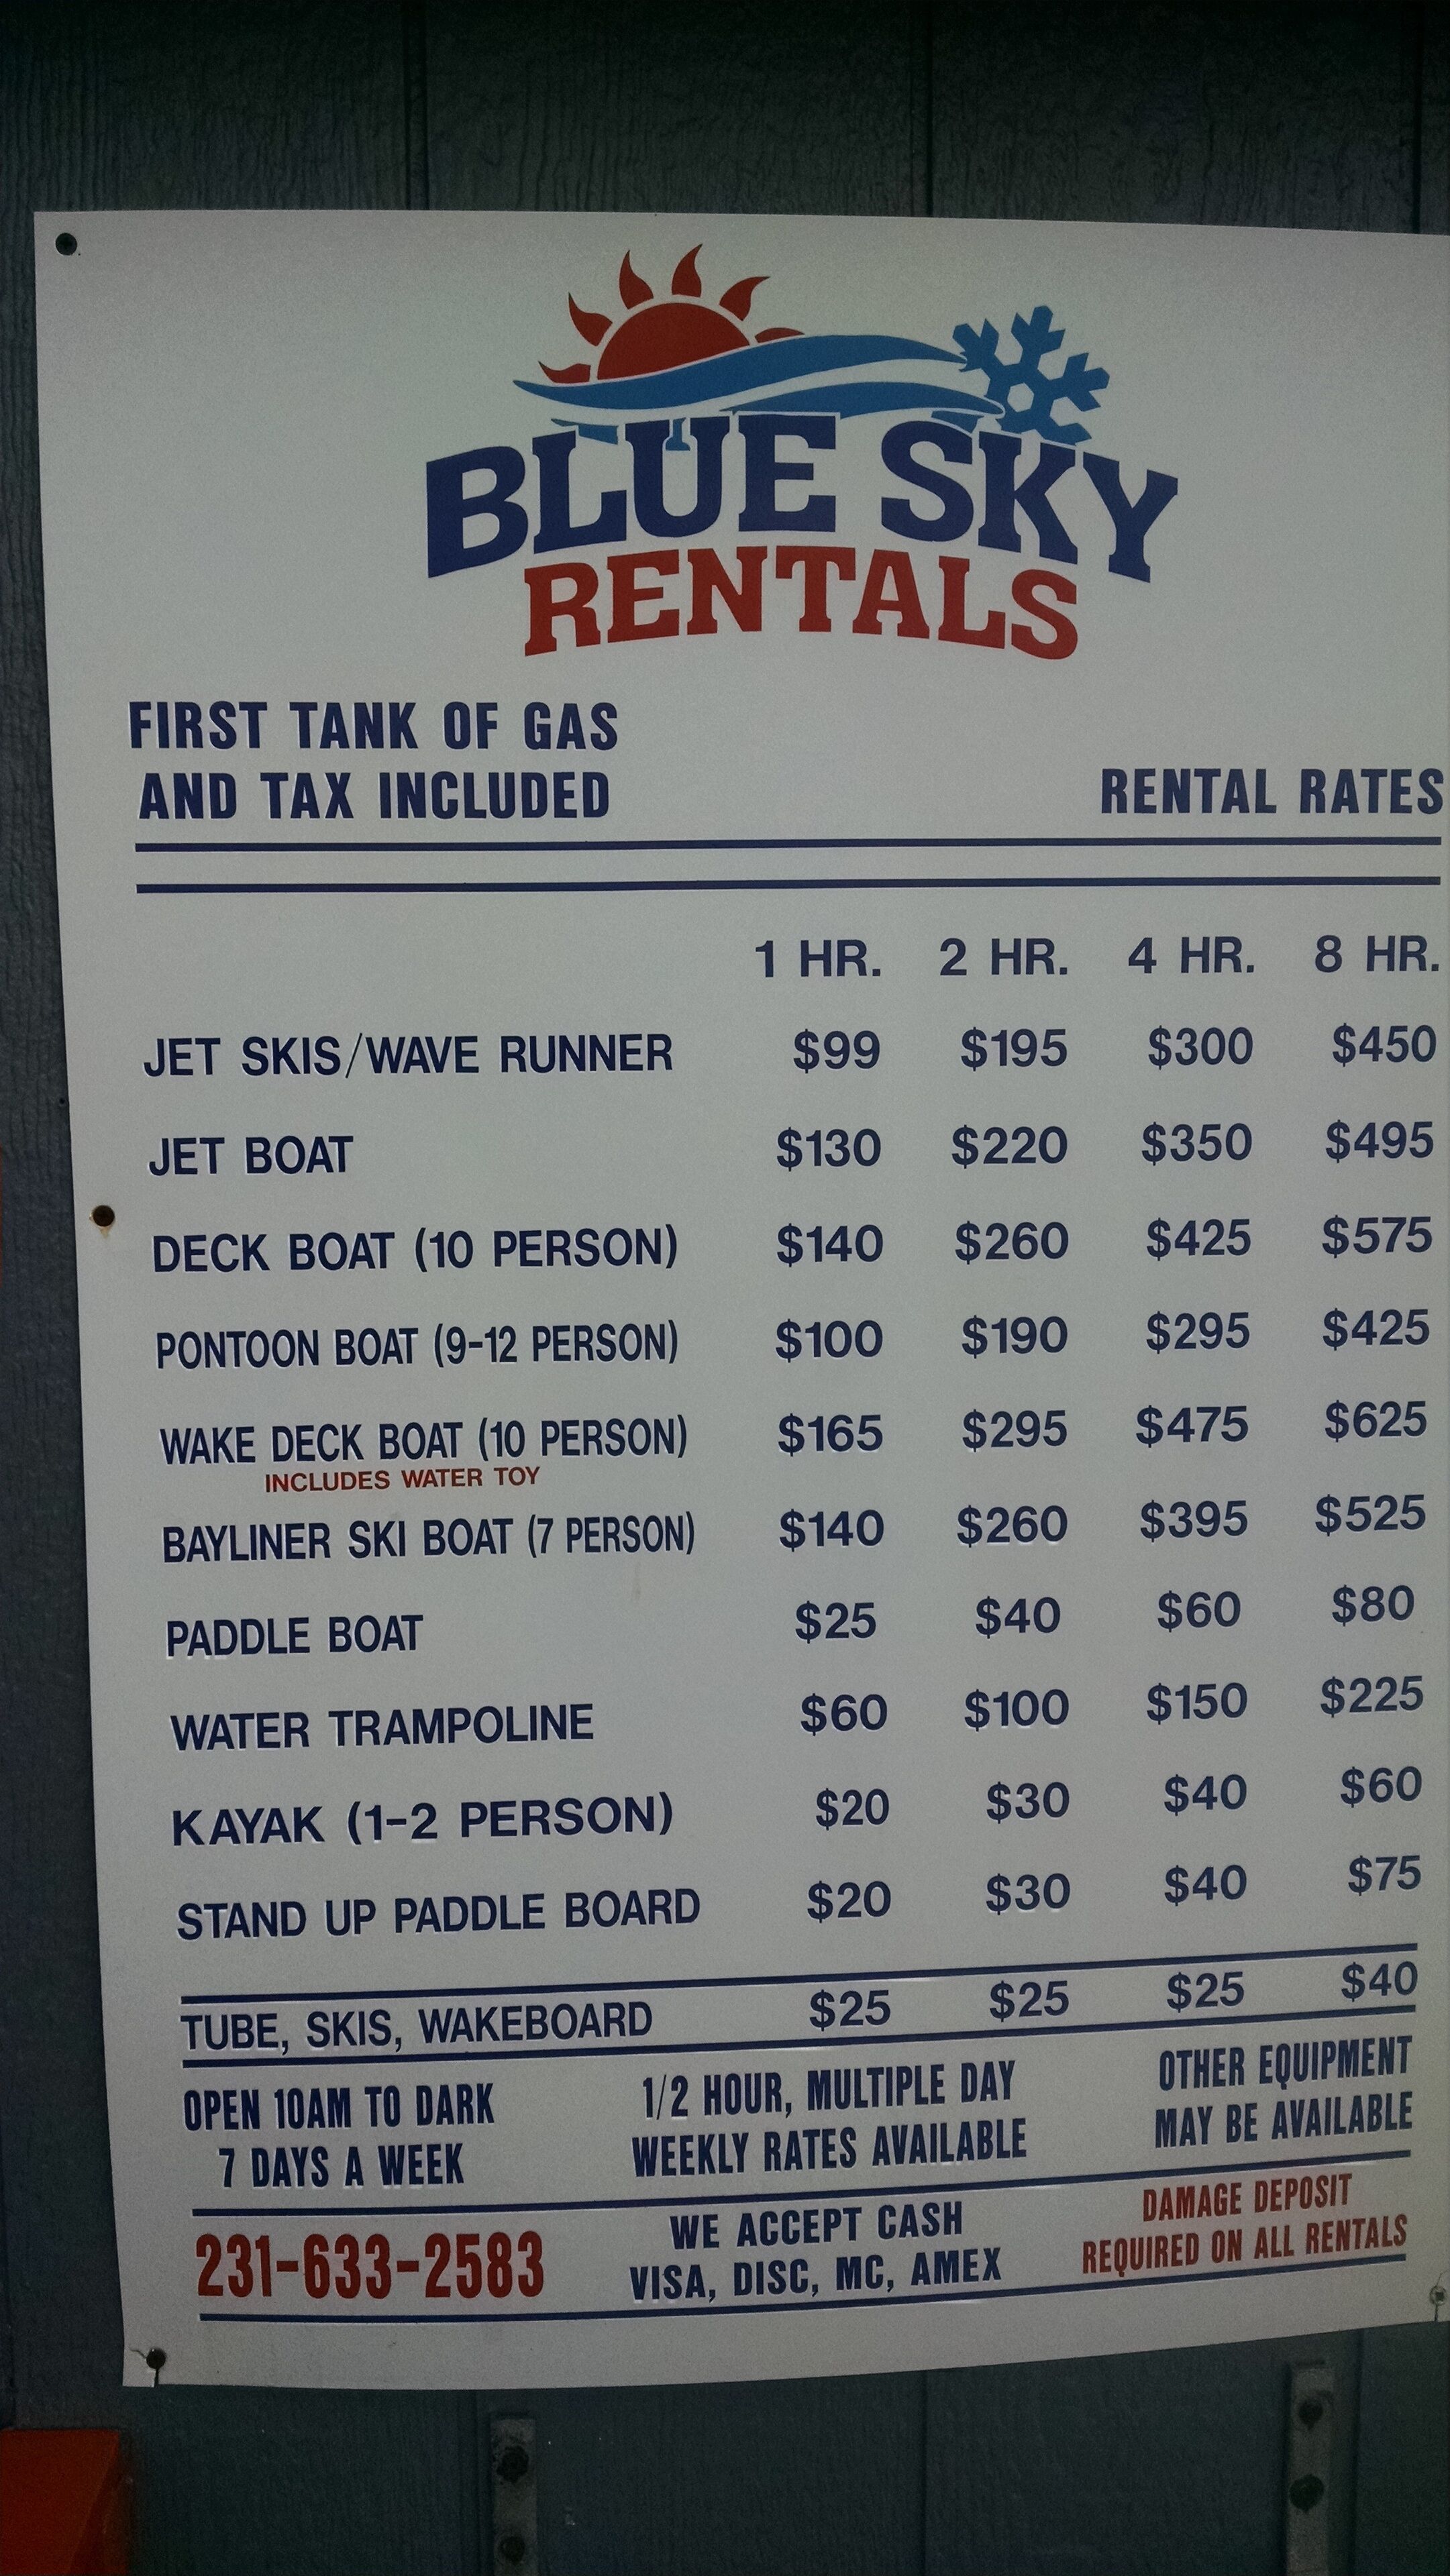 BLUE SKY
RENTALS
FIRST TANK OF GAS
AND TAX INCLUDED
RENTAL RATES
1 HR. 2 HR. 4 HR. 8 HR.
JET SKIS/WAVE RUNNER $99 $195 $300 $450
JET BOAT $130 $220 $350 $495
DECK BOAT (10 PERSON) $140 $260 $425 $575
PONTOON BOAT (9-12 PERSON) $100 $190 $295 $425
WAKE DECK BOAT (10 PERSON) $165 $295 $475 $625
INCLUDES WATER TOY
BAYLINER SKI BOAT (7 PERSON) $140 $260 $395 $525
PADDLE BOAT $25 $40 $60 $80
WATER TRAMPOLINE $60 $100 $150 $225
KAYAK (1-2 PERSON) $20 $30 $40 $60
STAND UP PADDLE BOARD $20 $30 $40 $75
TUBE, SKIS, WAKEBOARD $25 $25 $25 $40
OPEN 10AM TO DARK
7 DAYS A WEEK
1/2 HOUR, MULTIPLE DAY
WEEKLY RATES AVAILABLE
OTHER EQUIPMENT
MAY BE AVAILABLE
231-633-2583
WE ACCEPT CASH
VISA, DISC, MC, AMEX
DAMAGE DEPOSIT
REQUIRED ON ALL RENTALS